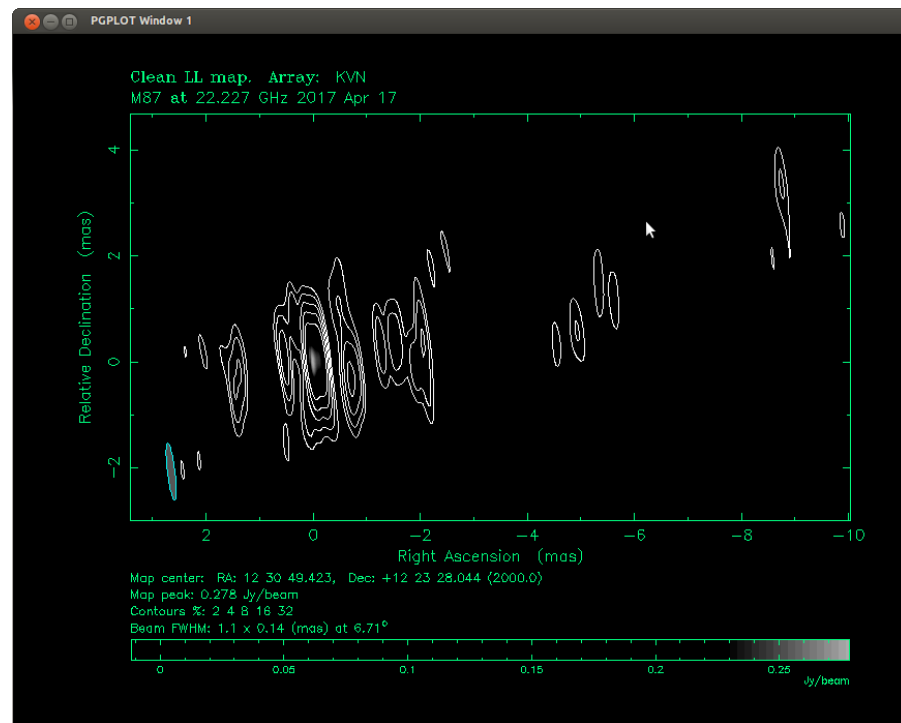 PGPLOT Window 1
Clean LL map. Array: KVN
M87 at 22.227 GHz 2017 Apr 17
4
2
0
−2
Relative Declination (mas)
2 0 −2 −4 −6 −8 −10
Right Ascension (mas)
Map center: RA: 12 30 49.423, Dec: +12 23 28.044 (2000.0)
Map peak: 0.278 Jy/beam
Contours %: 2 4 8 16 32
Beam FWHM: 1.1 x 0.14 (mas) at 6.71°
0 0.05 0.1 0.15 0.2 0.25
Jy/beam